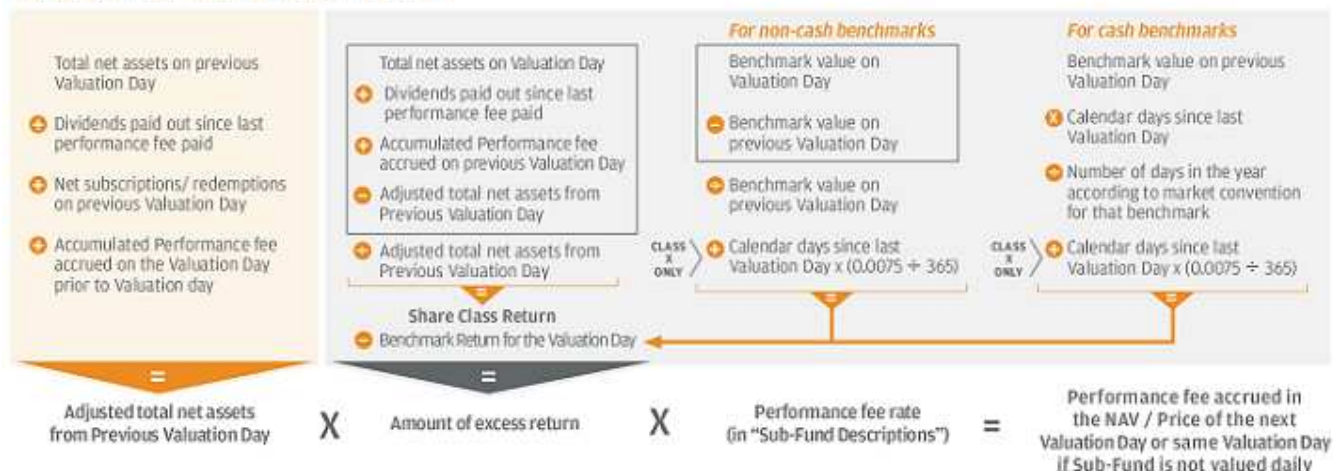 Total net assets on previous
Valuation Day
+ Dividends paid out since last
performance fee paid
+ Net subscriptions/ redemptions
on previous Valuation Day
+ Accumulated Performance fee
accrued on the Valuation Day
prior to Valuation day
=
Adjusted total net assets
from Previous Valuation Day
X
Total net assets on Valuation Day
+ Dividends paid out since last
performance fee paid
+ Accumulated Performance fee
accrued on previous Valuation Day
− Adjusted total net assets from
Previous Valuation Day
÷ Adjusted total net assets from
Previous Valuation Day
=
Share Class Return
− Benchmark Return for the Valuation Day
=
Amount of excess return
X
For non-cash benchmarks
Benchmark value on
Valuation Day
− Benchmark value on
previous Valuation Day
÷ Benchmark value on
previous Valuation Day
CLASS
X
ONLY
+ Calendar days since last
Valuation Day x (0.0075 ÷ 365)
=
For cash benchmarks
Benchmark value on previous
Valuation Day
X Calendar days since last
Valuation Day
÷ Number of days in the year
according to market convention
for that benchmark
CLASS
X
ONLY
+ Calendar days since last
Valuation Day x (0.0075 ÷ 365)
=
Performance fee rate
(in "Sub-Fund Descriptions")
=
Performance fee accrued in
the NAV / Price of the next
Valuation Day or same Valuation Day
if Sub-Fund is not valued daily